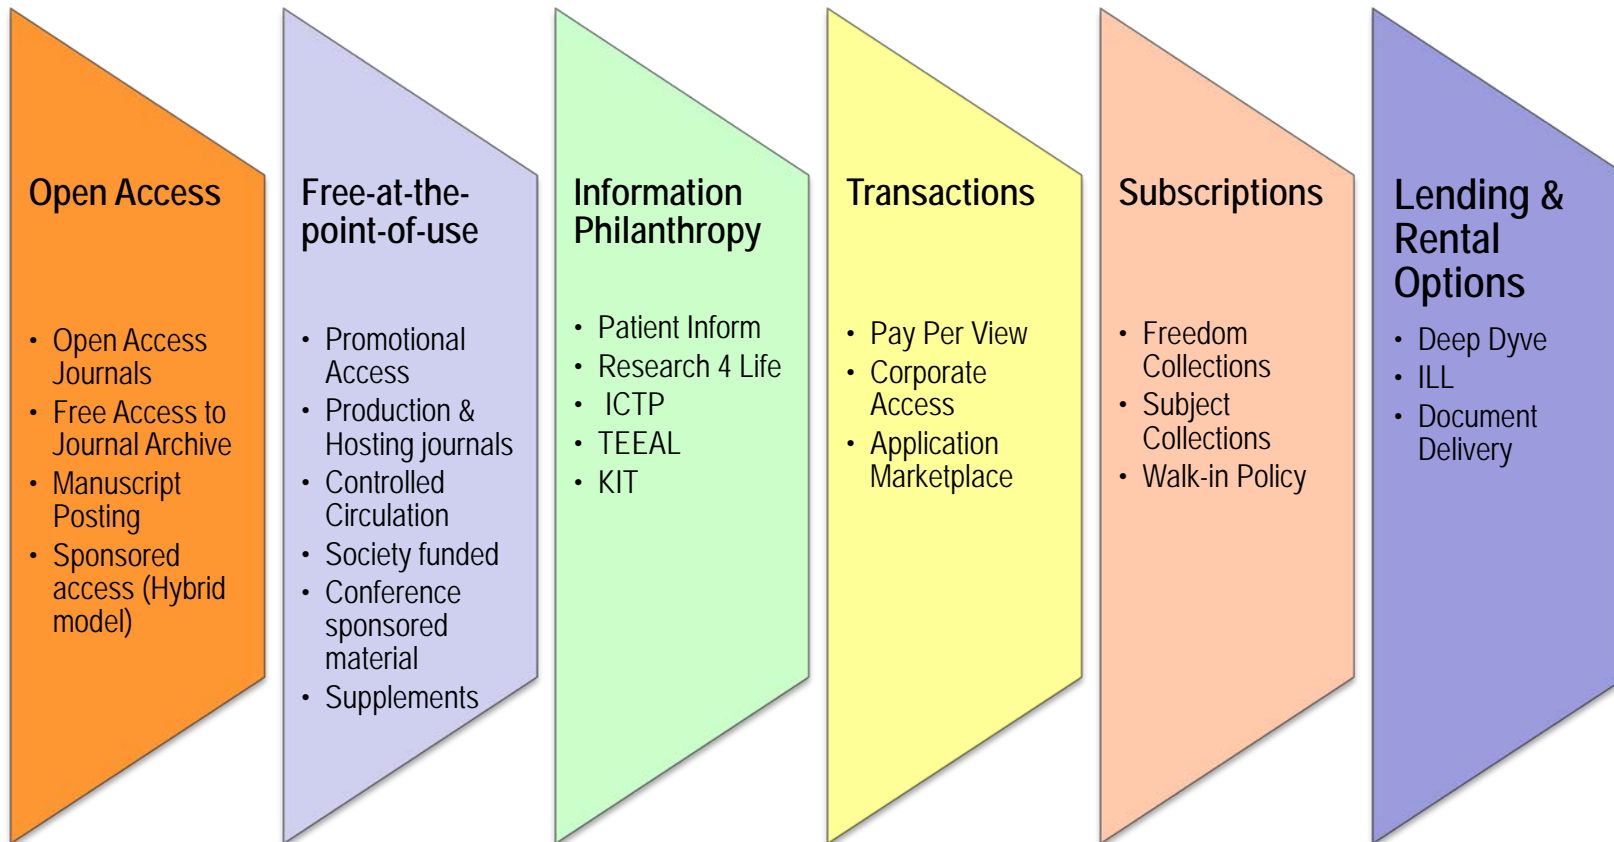 Open Access
• Open Access
Journals
• Free Access to
Journal Archive
• Manuscript
Posting
• Sponsored
access (Hybrid
model)
Free-at-the-
point-of-use
• Promotional
Access
• Production &
Hosting journals
• Controlled
Circulation
• Society funded
• Conference
sponsored
material
• Supplements
Information
Philanthropy
• Patient Inform
• Research 4 Life
• ICTP
• TEEAL
• KIT
Transactions
• Pay Per View
• Corporate
Access
• Application
Marketplace
Subscriptions
• Freedom
Collections
• Subject
Collections
• Walk-in Policy
Lending &
Rental
Options
• Deep Dyve
• ILL
• Document
Delivery